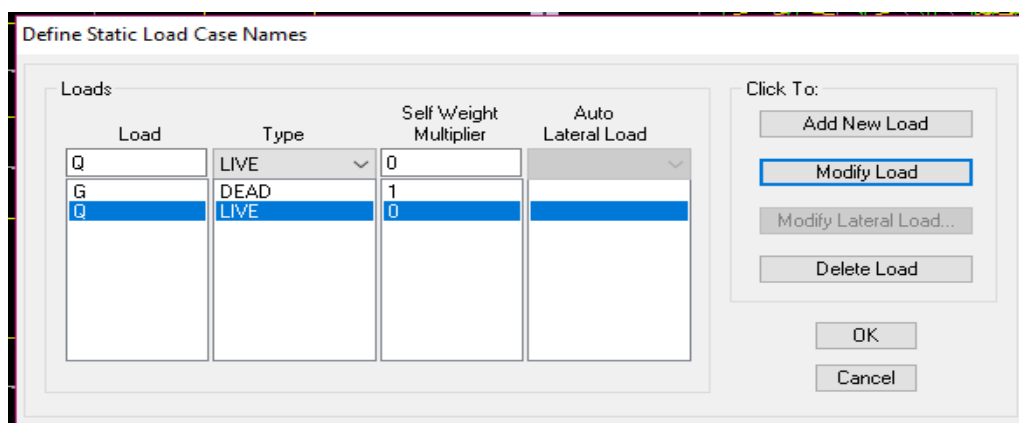 Define Static Load Case Names
Loads
Click To:
Load
Type
Self Weight
Multiplier
Auto
Lateral Load
Q
LIVE
0
G
DEAD
1
Q
LIVE
0
Add New Load
Modify Load
Modify Lateral Load...
Delete Load
OK
Cancel